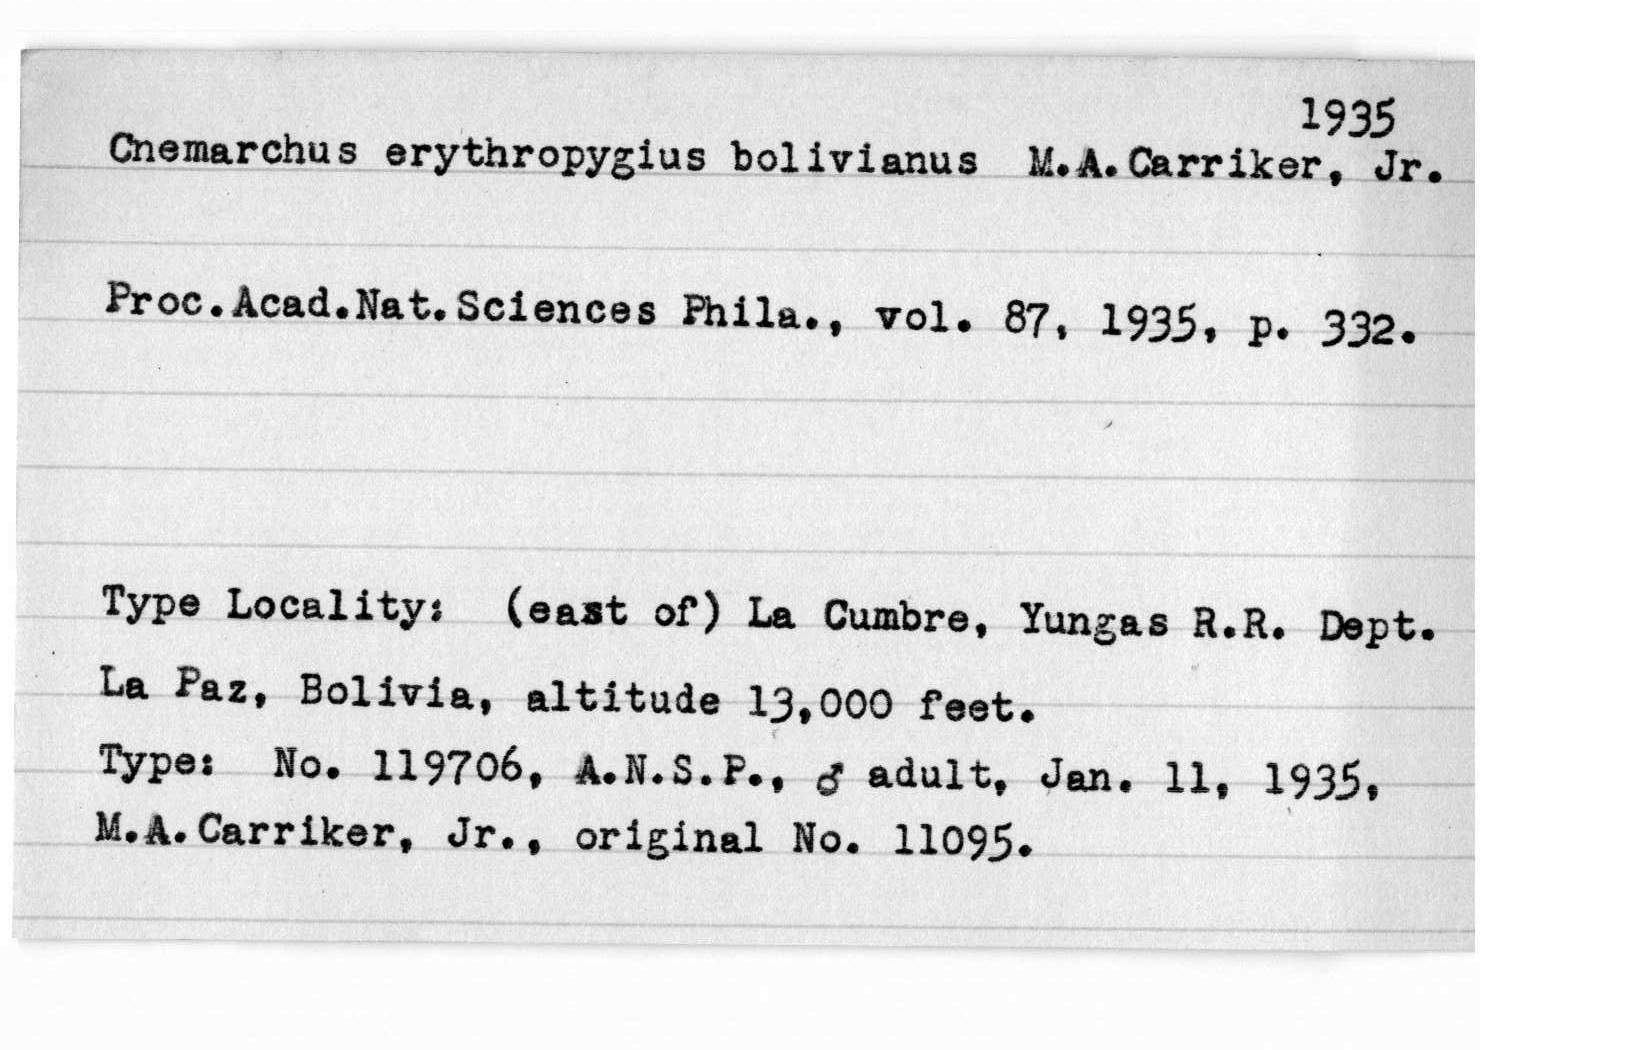 1935
Cnemarchus erythropygius bolivianus M.A.Carriker, Jr.
Proc.Acad.Nat.Sciences Phila., vol. 87, 1935, p. 332.
Type Locality: (east of) La Cumbre, Yungas R.R. Dept.
La Paz, Bolivia, altitude 13,000 feet.
Type: No. 119706, A.N.S.P., ♂ adult, Jan. 11, 1935,
M.A.Carriker, Jr., original No. 11095.